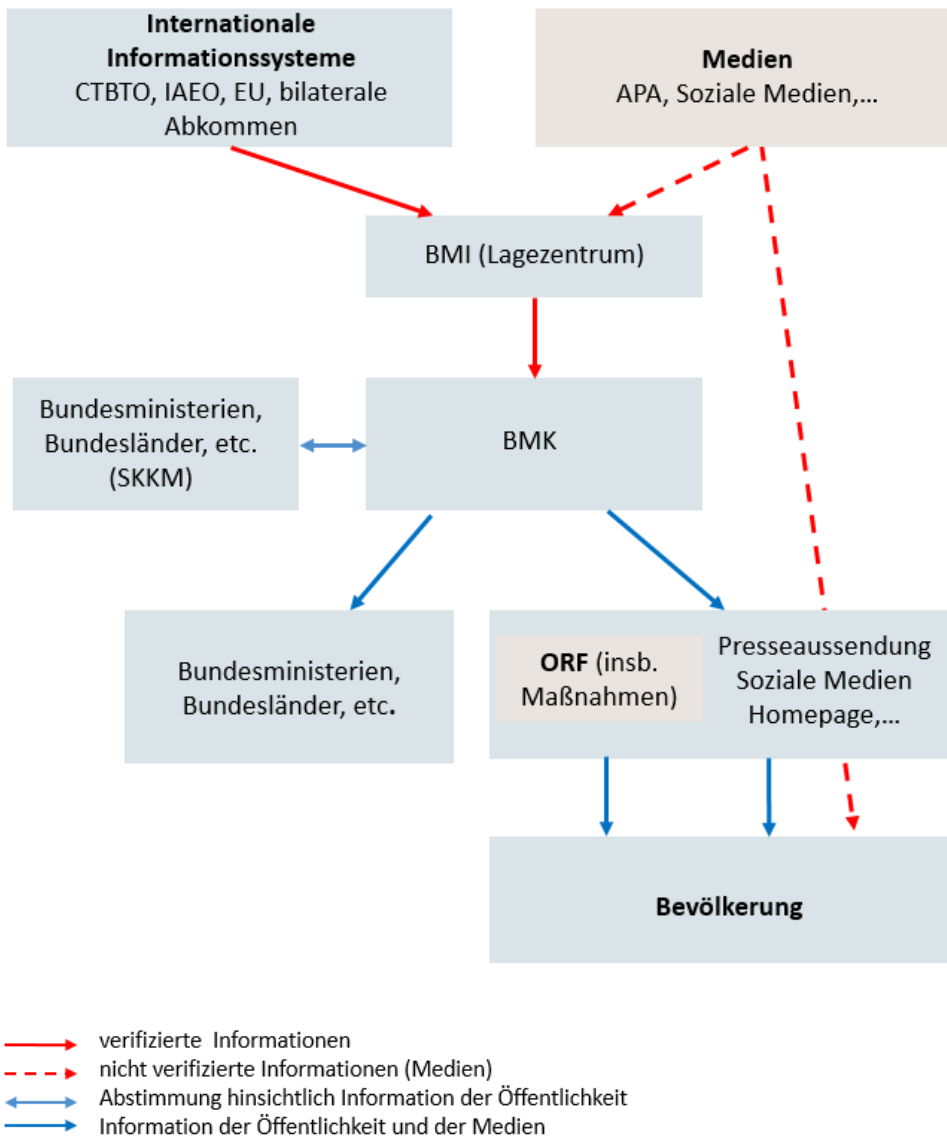 Internationale
Informationssysteme
CTBTO, IAEO, EU, bilaterale
Abkommen
Medien
APA, Soziale Medien,...
BMI (Lagezentrum)
Bundesministerien,
Bundesländer, etc.
(SKKM)
BMK
Bundesministerien,
Bundesländer, etc.
ORF (insb.
Maßnahmen)
Presseaussendung
Soziale Medien
Homepage,...
Bevölkerung
verifizierte Informationen
nicht verifizierte Informationen (Medien)
Abstimmung hinsichtlich Information der Öffentlichkeit
Information der Öffentlichkeit und der Medien